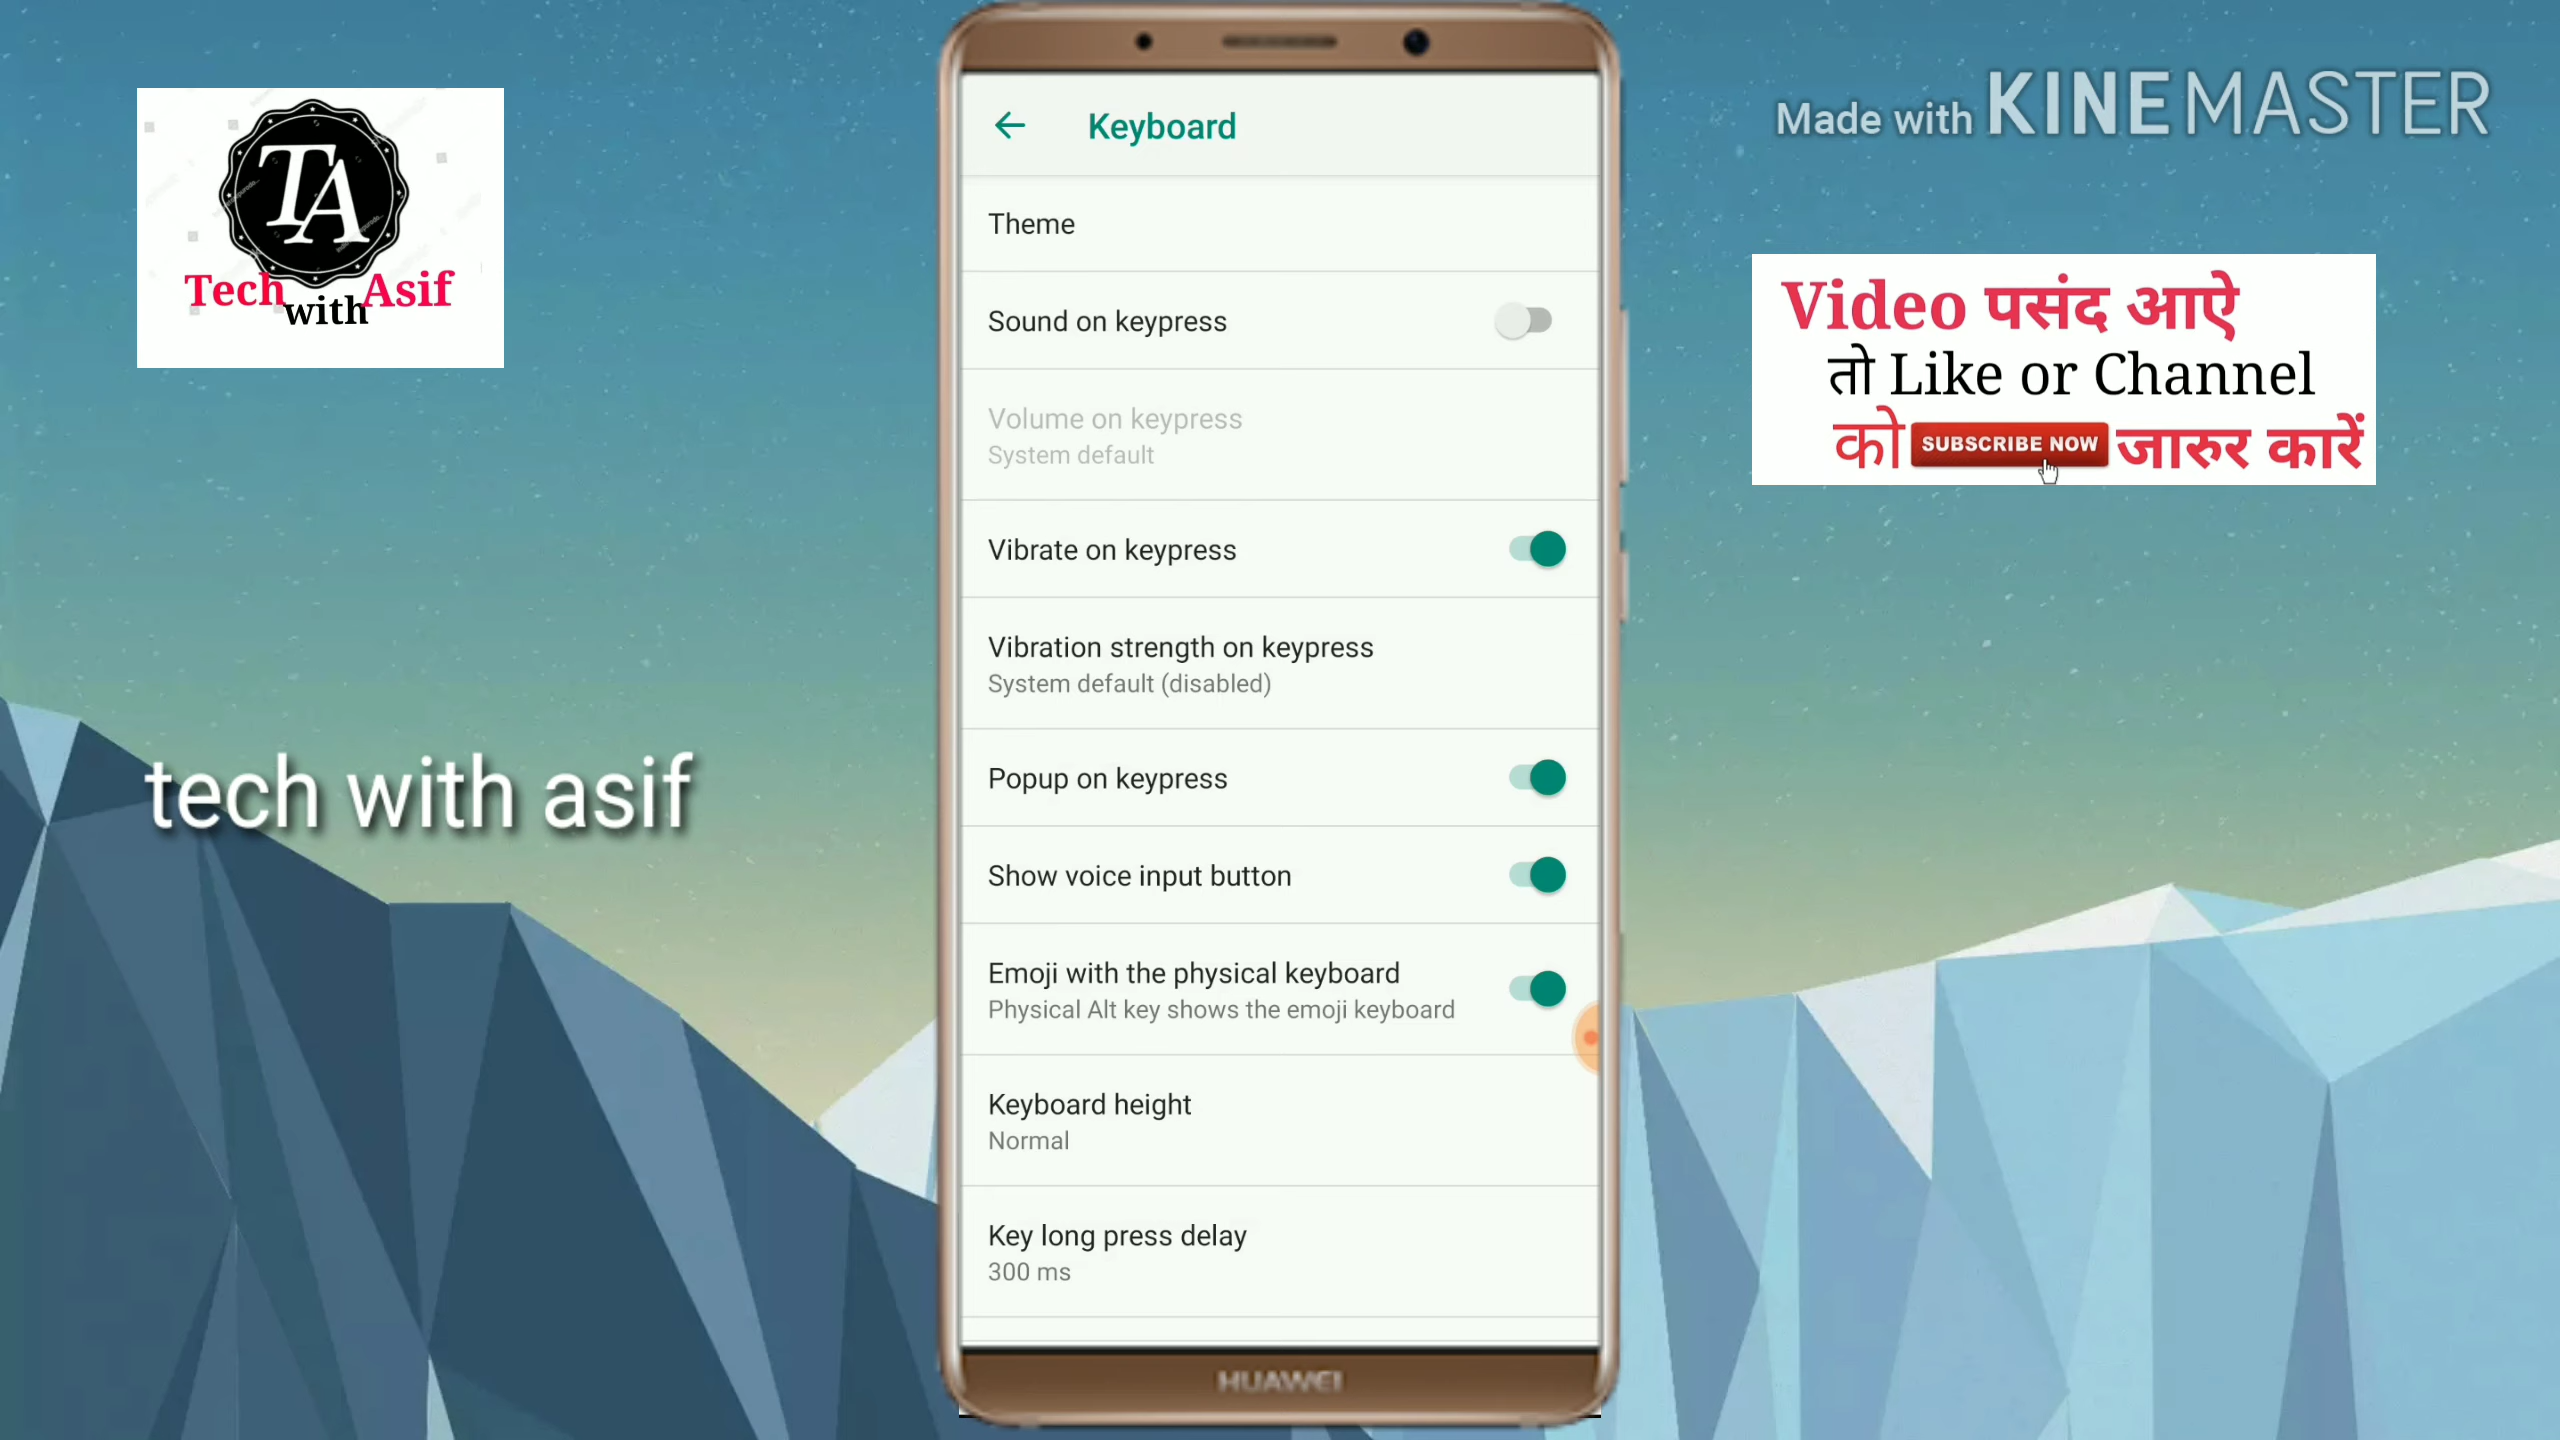 TA
Tech with Asif
tech with asif
Keyboard
Theme
Sound on keypress
Volume on keypress
System default
Vibrate on keypress
Vibration strength on keypress
System default (disabled)
Popup on keypress
Show voice input button
Emoji with the physical keyboard
Physical Alt key shows the emoji keyboard
Keyboard height
Normal
Key long press delay
300 ms
HUAWEI
Made with KINEMASTER
Video पसंद आऐ
तो Like or Channel
को SUBSCRIBE NOW जारुर कारें